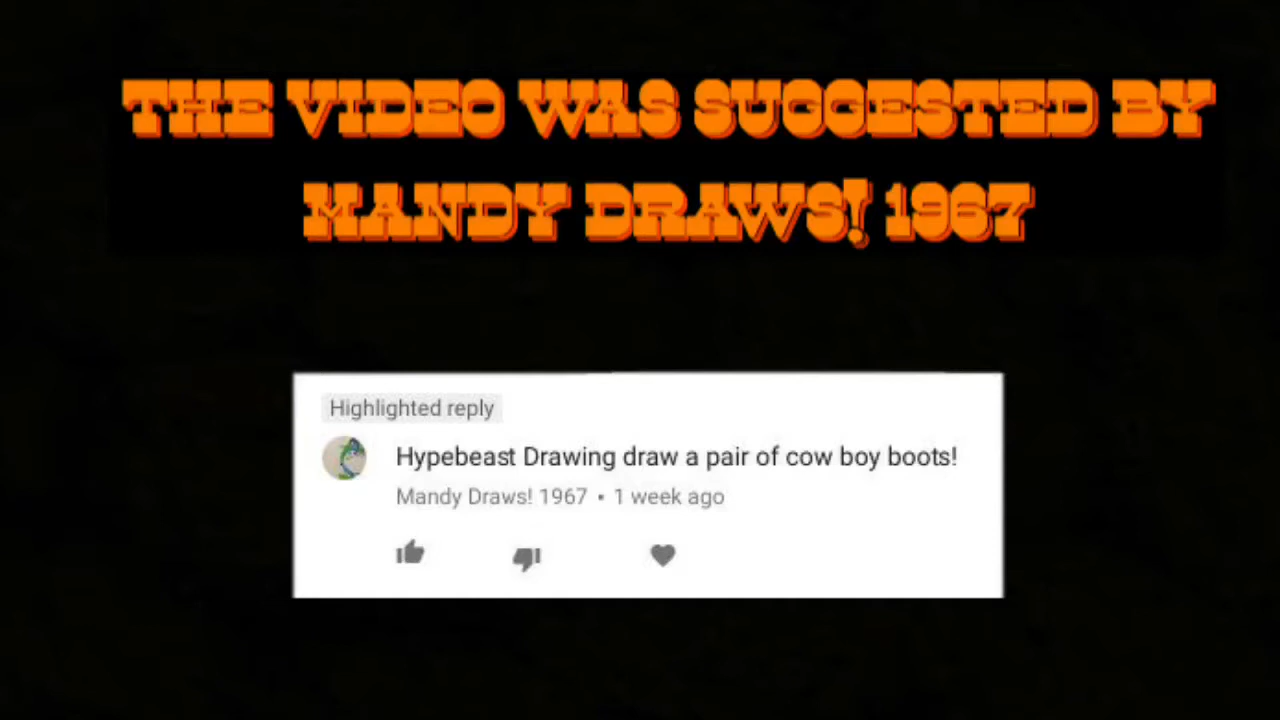 THE VIDEO WAS SUGGESTED BY
MANDY DRAWS! 1967
Highlighted reply
Hypebeast Drawing draw a pair of cow boy boots!
Mandy Draws! 1967 • 1 week ago